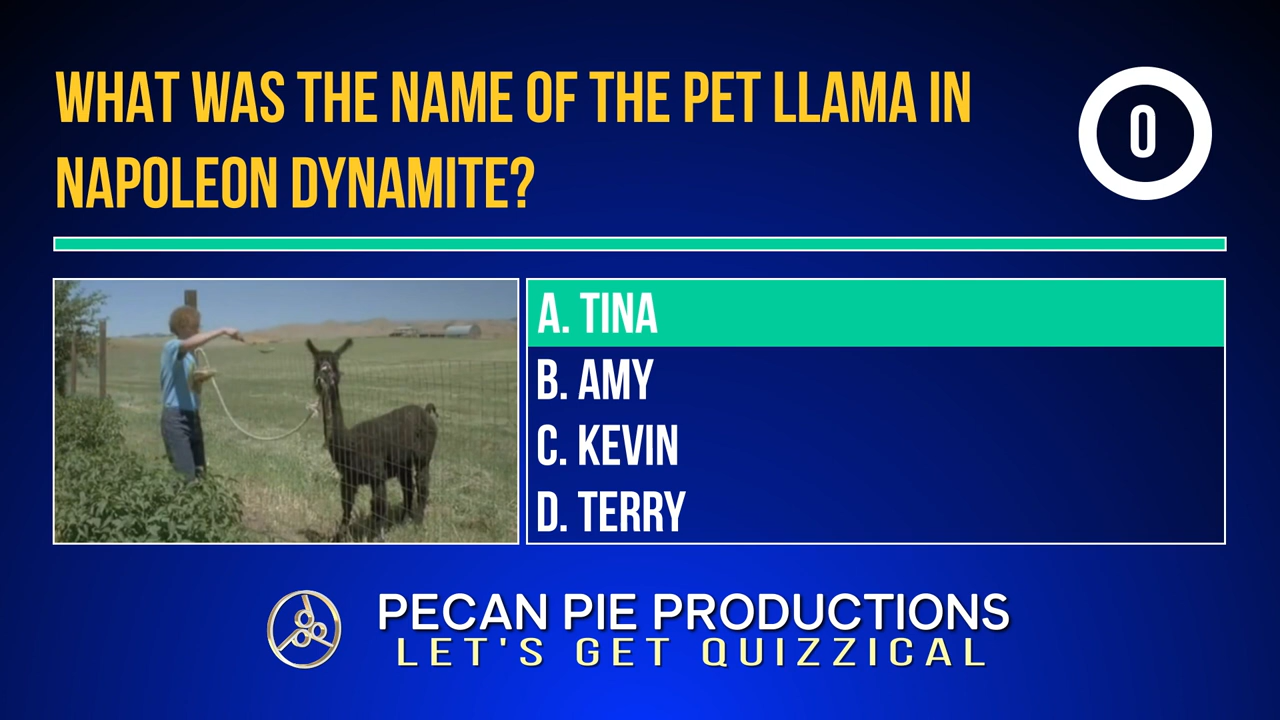 WHAT WAS THE NAME OF THE PET LLAMA IN
NAPOLEON DYNAMITE?
0
A. TINA
B. AMY
C. KEVIN
D. TERRY
PECAN PIE PRODUCTIONS
LET'S GET QUIZZICAL